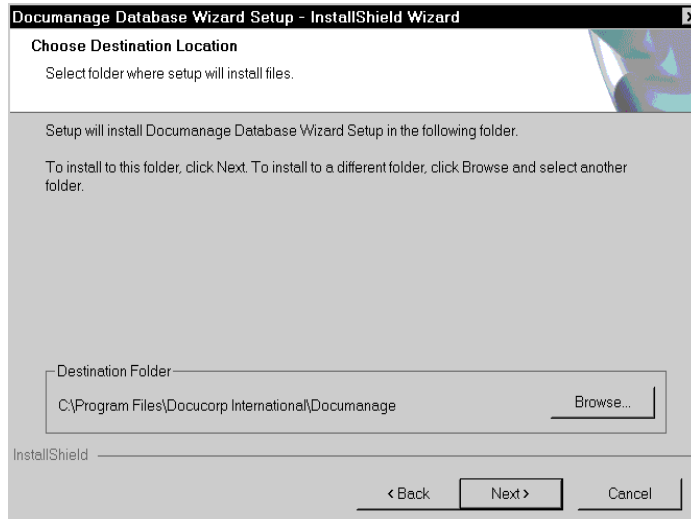 Documanage Database Wizard Setup - InstallShield Wizard
Choose Destination Location
Select folder where setup will install files.
Setup will install Documanage Database Wizard Setup in the following folder.
To install to this folder, click Next. To install to a different folder, click Browse and select another
folder.
Destination Folder
C:\Program Files\Docucorp International\Documanage
Browse...
InstallShield
< Back
Next >
Cancel